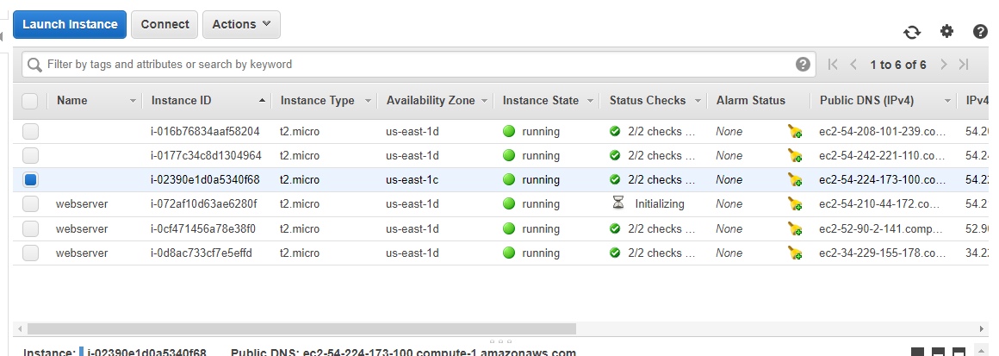 Launch Instance Connect Actions
Filter by tags and attributes or search by keyword 1 to 6 of 6
Name Instance ID Instance Type Availability Zone Instance State Status Checks Alarm Status Public DNS (IPv4) IPv4
i-016b76834aaf58204 t2.micro us-east-1d running 2/2 checks ... None ec2-54-208-101-239.co... 54.20
i-0177c34c8d1304964 t2.micro us-east-1d running 2/2 checks ... None ec2-54-242-221-110.co... 54.24
i-02390e1d0a5340f68 t2.micro us-east-1c running 2/2 checks ... None ec2-54-224-173-100.co... 54.22
webserver i-072af10d63ae6280f t2.micro us-east-1d running Initializing None ec2-54-210-44-172.co... 54.2
webserver i-0cf471456a78e38f0 t2.micro us-east-1d running 2/2 checks ... None ec2-52-90-2-141.comp... 52.90
webserver i-0d8ac733cf7e5effd t2.micro us-east-1d running 2/2 checks ... None ec2-34-229-155-178.co... 34.22
Instance: i-02390e1d0a5340f68 Public DNS: ec2-54-224-173-100.compute-1.amazonaws.com